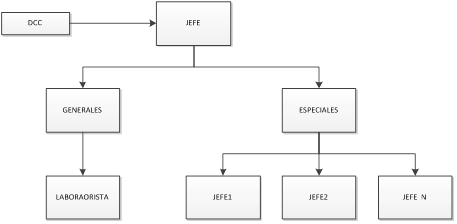 DCC
JEFE
GENERALES
ESPECIALES
LABORAORISTA
JEFE1
JEFE2
JEFE N